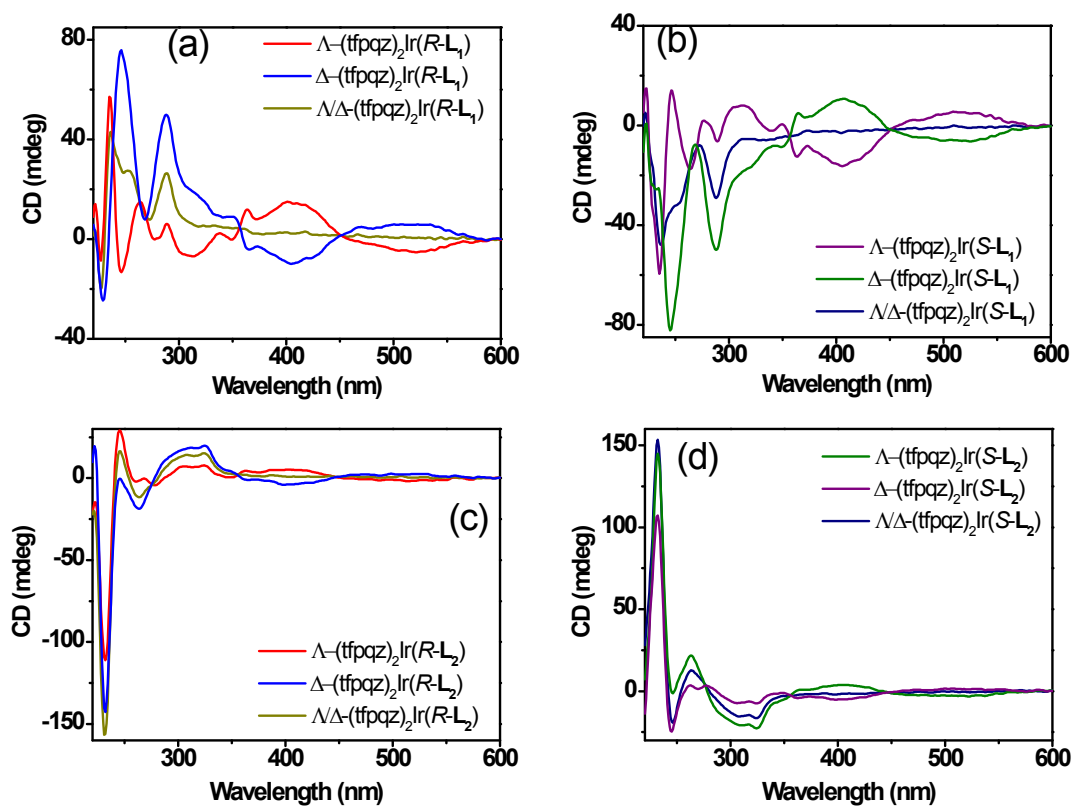 (a)
Λ–(tfpqz)₂Ir(R-L₁)
Δ–(tfpqz)₂Ir(R-L₁)
Λ/Δ-(tfpqz)₂Ir(R-L₁)
80
40
0
-40
CD (mdeg)
300 400 500 600
Wavelength (nm)
(b)
Λ–(tfpqz)₂Ir(S-L₁)
Δ–(tfpqz)₂Ir(S-L₁)
Λ/Δ-(tfpqz)₂Ir(S-L₁)
40
0
-40
-80
CD (mdeg)
300 400 500 600
Wavelength (nm)
(c)
Λ–(tfpqz)₂Ir(R-L₂)
Δ–(tfpqz)₂Ir(R-L₂)
Λ/Δ-(tfpqz)₂Ir(R-L₂)
0
-50
-100
-150
CD (mdeg)
300 400 500 600
Wavelength (nm)
(d)
Λ–(tfpqz)₂Ir(S-L₂)
Δ–(tfpqz)₂Ir(S-L₂)
Λ/Δ-(tfpqz)₂Ir(S-L₂)
150
100
50
0
CD (mdeg)
300 400 500 600
Wavelength (nm)